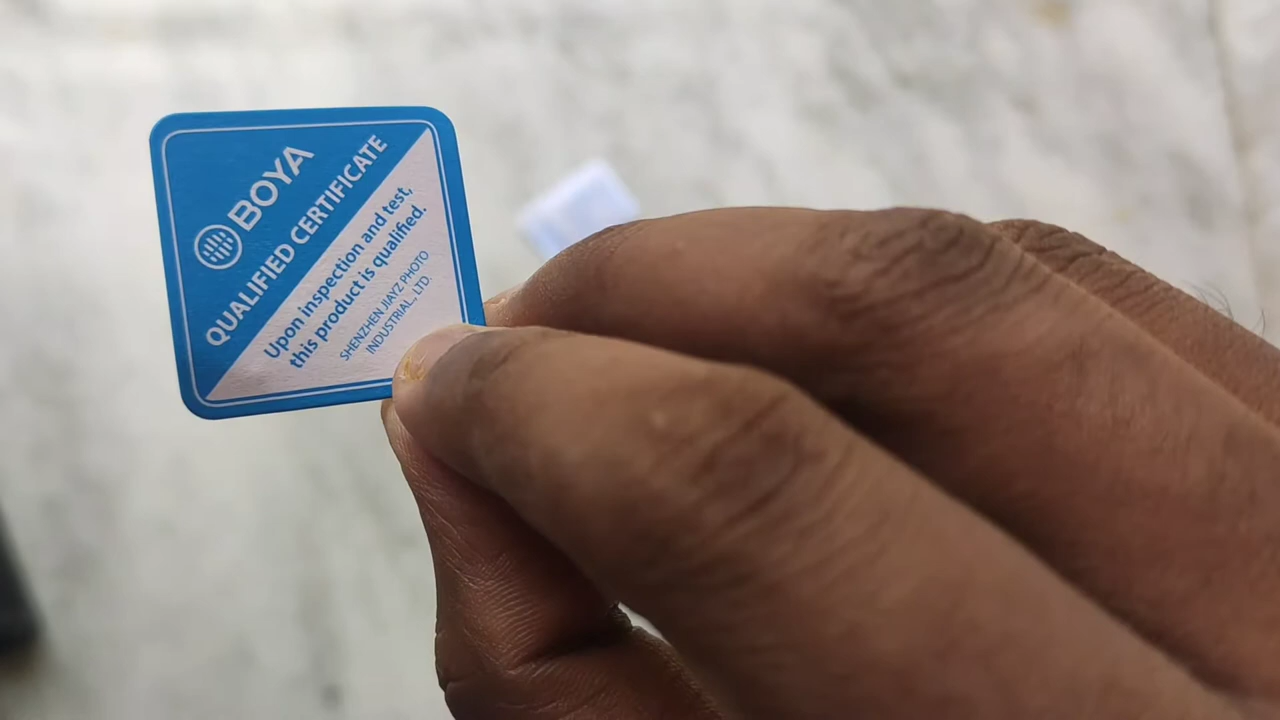 BOYA
QUALIFIED CERTIFICATE
Upon inspection and test,
this product is qualified.
SHENZHEN JIAYZ PHOTO
INDUSTRIAL., LTD.